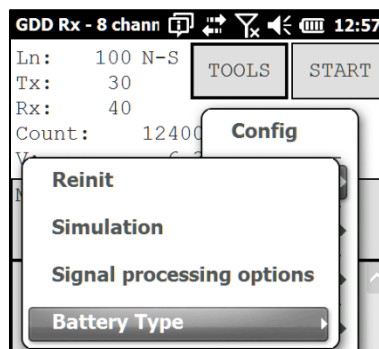 GDD Rx - 8 chann 12:57
Ln: 100 N-S
Tx: 30
Rx: 40
Count: 12400
TOOLS
START
Config
Reinit
Simulation
Signal processing options
Battery Type